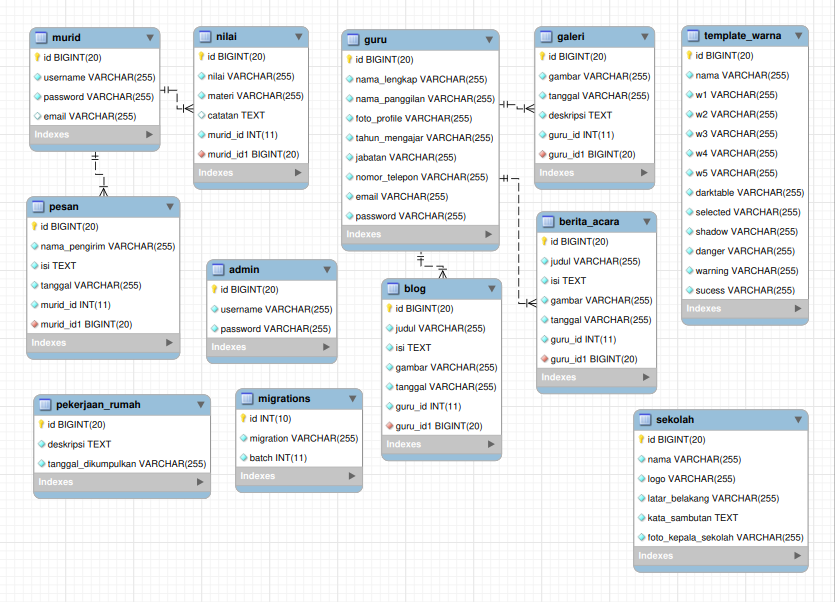 murid
id BIGINT(20)
username VARCHAR(255)
password VARCHAR(255)
email VARCHAR(255)
Indexes
nilai
id BIGINT(20)
nilai VARCHAR(255)
materi VARCHAR(255)
catatan TEXT
murid_id INT(11)
murid_id1 BIGINT(20)
Indexes
guru
id BIGINT(20)
nama_lengkap VARCHAR(255)
nama_panggilan VARCHAR(255)
foto_profile VARCHAR(255)
tahun_mengajar VARCHAR(255)
jabatan VARCHAR(255)
nomor_telepon VARCHAR(255)
email VARCHAR(255)
password VARCHAR(255)
Indexes
galeri
id BIGINT(20)
gambar VARCHAR(255)
tanggal VARCHAR(255)
deskripsi TEXT
guru_id INT(11)
guru_id1 BIGINT(20)
Indexes
template_warna
id BIGINT(20)
nama VARCHAR(255)
w1 VARCHAR(255)
w2 VARCHAR(255)
w3 VARCHAR(255)
w4 VARCHAR(255)
w5 VARCHAR(255)
darktable VARCHAR(255)
selected VARCHAR(255)
shadow VARCHAR(255)
danger VARCHAR(255)
warning VARCHAR(255)
sucess VARCHAR(255)
Indexes
pesan
id BIGINT(20)
nama_pengirim VARCHAR(255)
isi TEXT
tanggal VARCHAR(255)
murid_id INT(11)
murid_id1 BIGINT(20)
Indexes
admin
id BIGINT(20)
username VARCHAR(255)
password VARCHAR(255)
Indexes
blog
id BIGINT(20)
judul VARCHAR(255)
isi TEXT
gambar VARCHAR(255)
tanggal VARCHAR(255)
guru_id INT(11)
guru_id1 BIGINT(20)
Indexes
berita_acara
id BIGINT(20)
judul VARCHAR(255)
isi TEXT
gambar VARCHAR(255)
tanggal VARCHAR(255)
guru_id INT(11)
guru_id1 BIGINT(20)
Indexes
pekerjaan_rumah
id BIGINT(20)
deskripsi TEXT
tanggal_dikumpulkan VARCHAR(255)
Indexes
migrations
id INT(10)
migration VARCHAR(255)
batch INT(11)
Indexes
sekolah
id BIGINT(20)
nama VARCHAR(255)
logo VARCHAR(255)
latar_belakang VARCHAR(255)
kata_sambutan TEXT
foto_kepala_sekolah VARCHAR(255)
Indexes